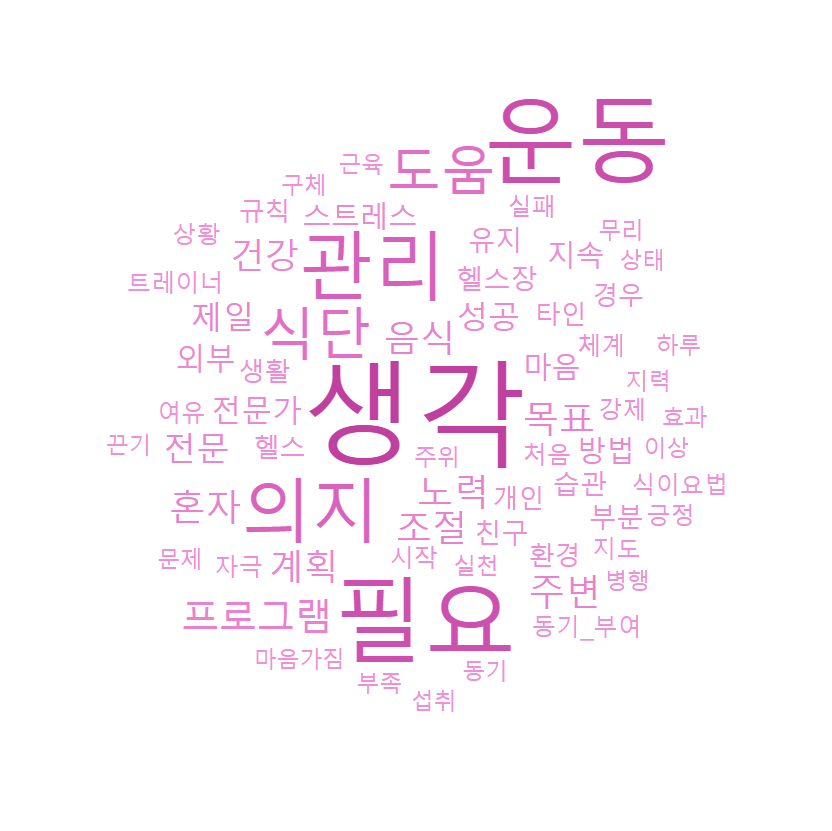 운동
근육 도움
구체
규칙 스트레스 실패
상황 건강 관리 유지 지속 무리
트레이너 헬스장 경우 상태
제일 식단 음식 성공 타인
외부 생활 마음 체계 하루
생각 지력
여유 전문가 목표 강제 효과
끈기 전문 헬스 주위 처음 방법 이상
혼자 의지 노력 개인 습관 식이요법
조절 친구 부분 긍정
문제 자극 계획 시작 실천 환경 지도
프로그램 필요 주변 병행
동기_부여
마음가짐 동기
부족 섭취